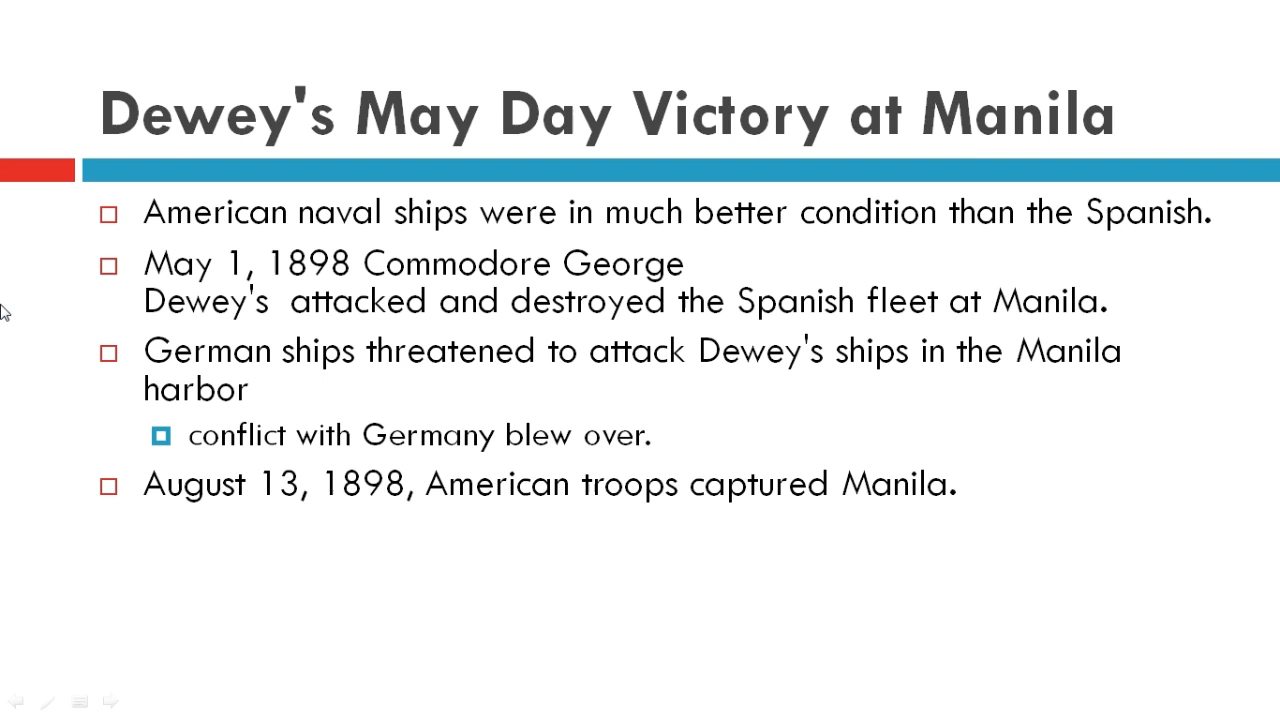 Dewey's May Day Victory at Manila
American naval ships were in much better condition than the Spanish.
May 1, 1898 Commodore George
Dewey's  attacked and destroyed the Spanish fleet at Manila.
German ships threatened to attack Dewey's ships in the Manila
harbor
conflict with Germany blew over.
August 13, 1898, American troops captured Manila.